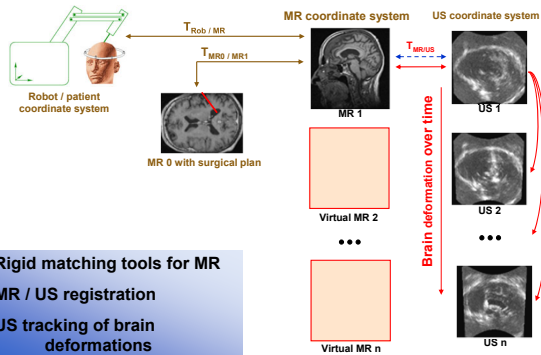 MR coordinate system
US coordinate system
T Rob / MR
T MR0 / MR1
T MR/US
Robot / patient
coordinate system
MR 1
US 1
MR 0 with surgical plan
Brain deformation over time
Virtual MR 2
US 2
•••
•••
Virtual MR n
US n
Rigid matching tools for MR
MR / US registration
US tracking of brain
deformations